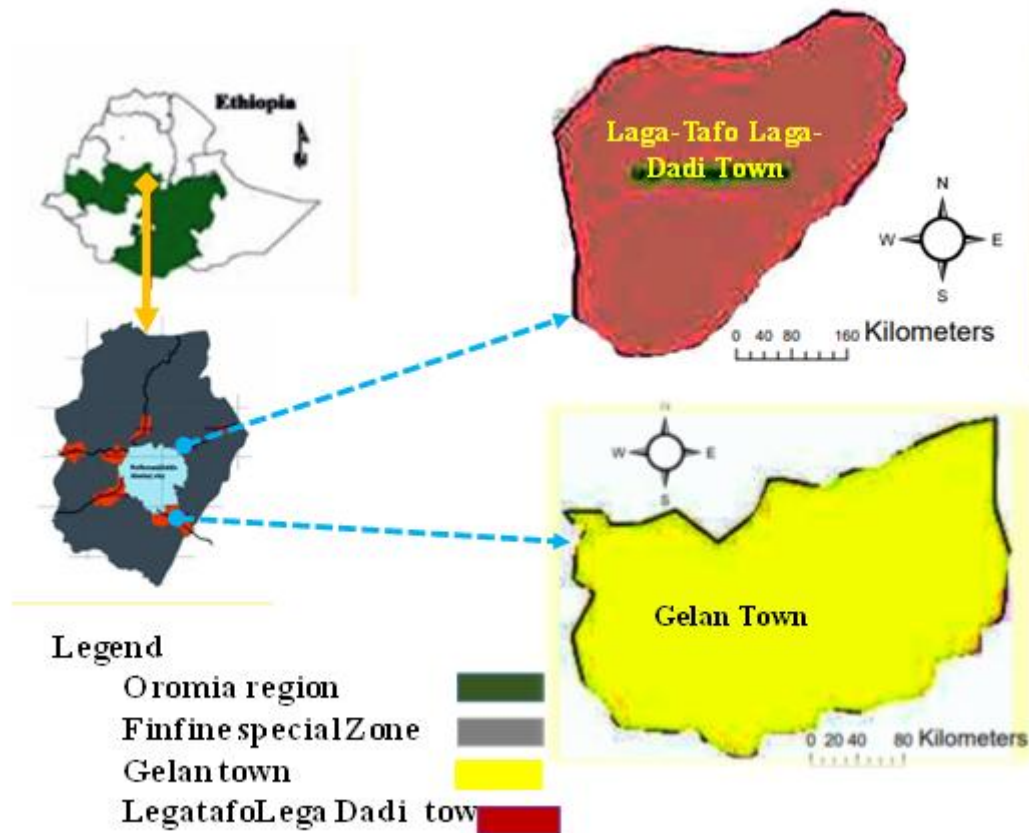 Ethiopia
Laga-Tafo Laga-
Dadi Town
N
W
E
S
0 40 80 160 Kilometers
N
W
E
S
Gelan Town
0 20 40 80 Kilometers
Legend
Oromia region
Finfine special Zone
Gelan town
LegatafoLega Dadi tow